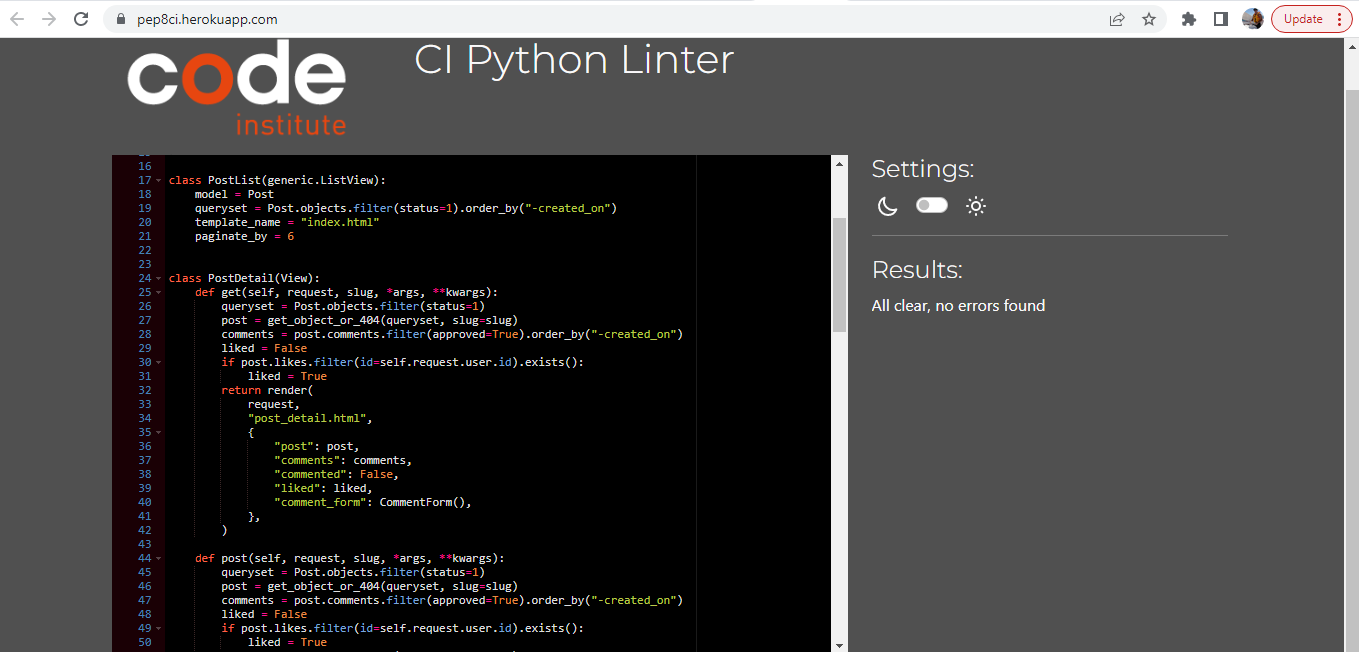 pep8ci.herokuapp.com
Update
code
institute
CI Python Linter
16
17 class PostList(generic.ListView):
18     model = Post
19     queryset = Post.objects.filter(status=1).order_by("-created_on")
20     template_name = "index.html"
21     paginate_by = 6
22
23
24 class PostDetail(View):
25     def get(self, request, slug, *args, **kwargs):
26         queryset = Post.objects.filter(status=1)
27         post = get_object_or_404(queryset, slug=slug)
28         comments = post.comments.filter(approved=True).order_by("-created_on")
29         liked = False
30         if post.likes.filter(id=self.request.user.id).exists():
31             liked = True
32         return render(
33             request,
34             "post_detail.html",
35             {
36                 "post": post,
37                 "comments": comments,
38                 "commented": False,
39                 "liked": liked,
40                 "comment_form": CommentForm(),
41             },
42         )
43
44     def post(self, request, slug, *args, **kwargs):
45         queryset = Post.objects.filter(status=1)
46         post = get_object_or_404(queryset, slug=slug)
47         comments = post.comments.filter(approved=True).order_by("-created_on")
48         liked = False
49         if post.likes.filter(id=self.request.user.id).exists():
50             liked = True
Settings:
Results:
All clear, no errors found